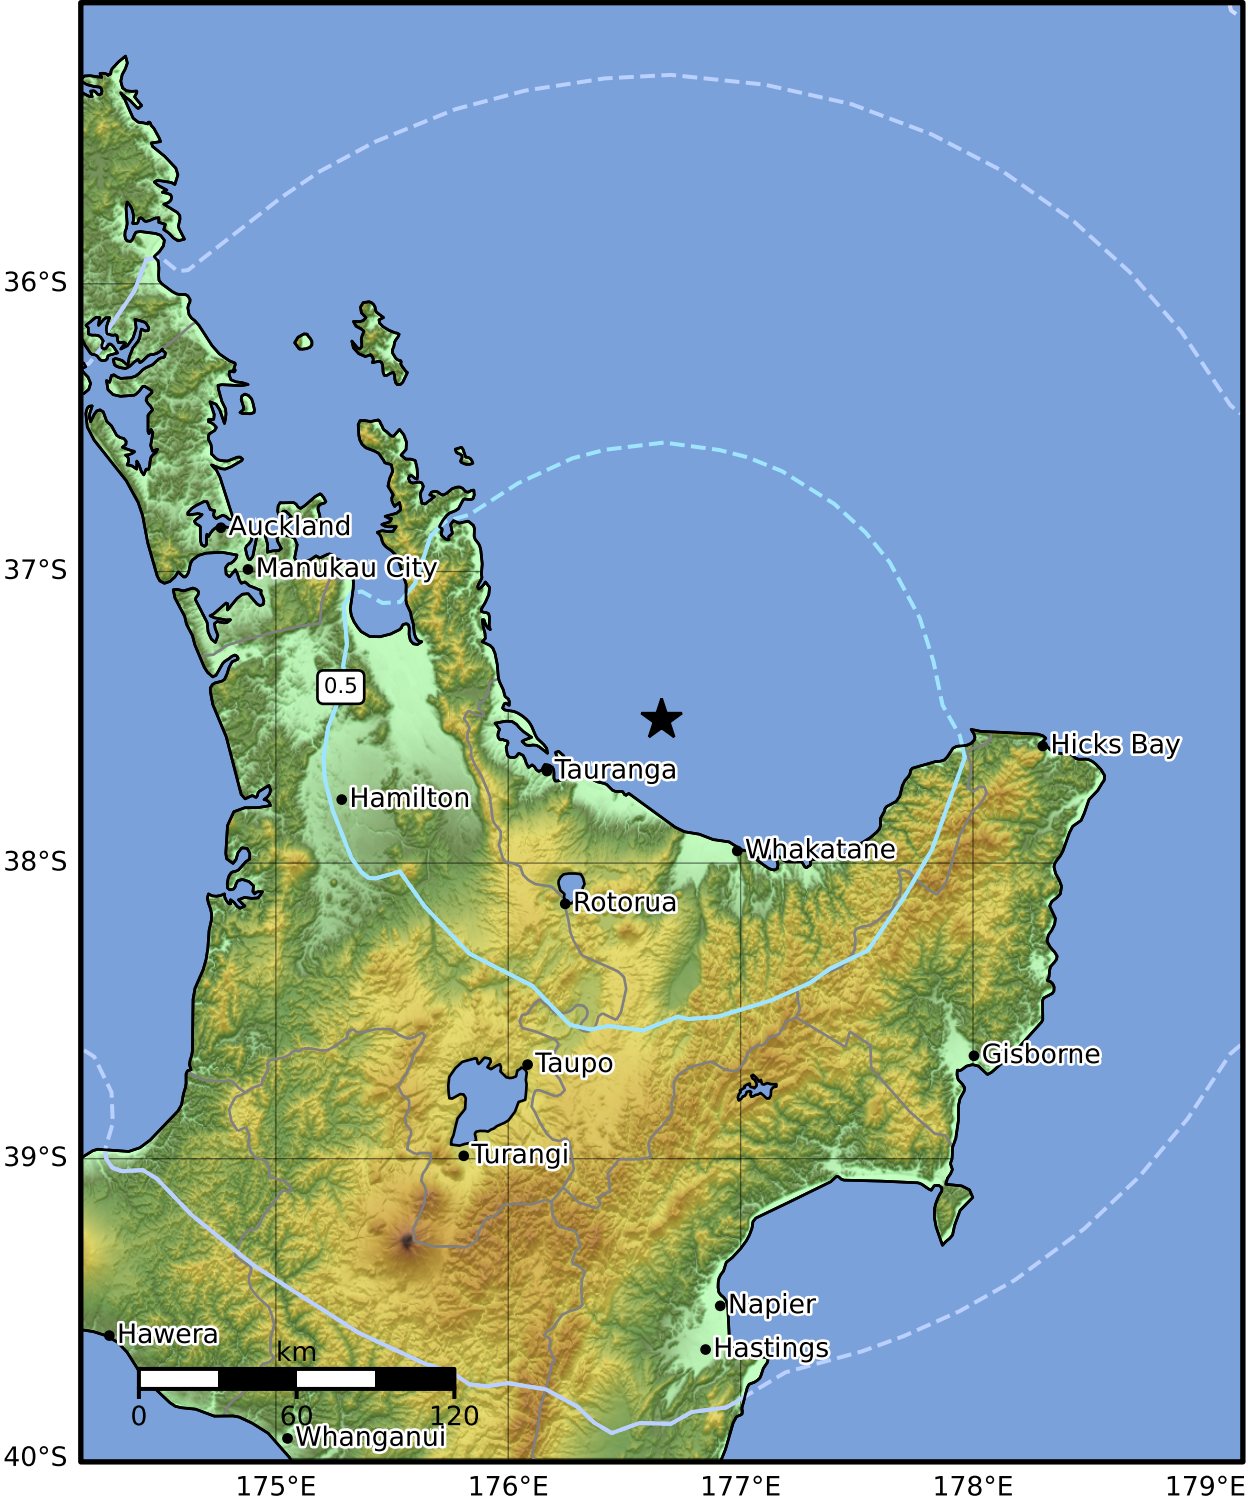 36°S
Auckland
Manukau City
37°S
0.5
Hicks Bay
Tauranga
Hamilton
Whakatane
38°S
Rotorua
Gisborne
Taupo
39°S
Turangi
Napier
Hawera
Hastings
km
0 60 120
Whanganui
40°S
175°E 176°E 177°E 178°E 179°E